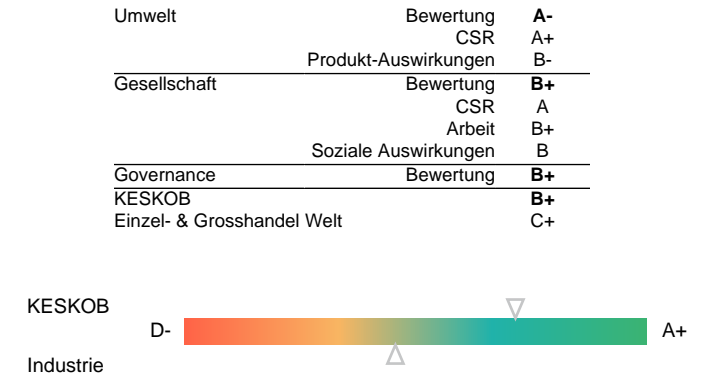 Umwelt Bewertung A-
CSR A+
Produkt-Auswirkungen B-
Gesellschaft Bewertung B+
CSR A
Arbeit B+
Soziale Auswirkungen B
Governance Bewertung B+
KESKOB B+
Einzel- & Grosshandel Welt C+
KESKOB
D- A+
Industrie